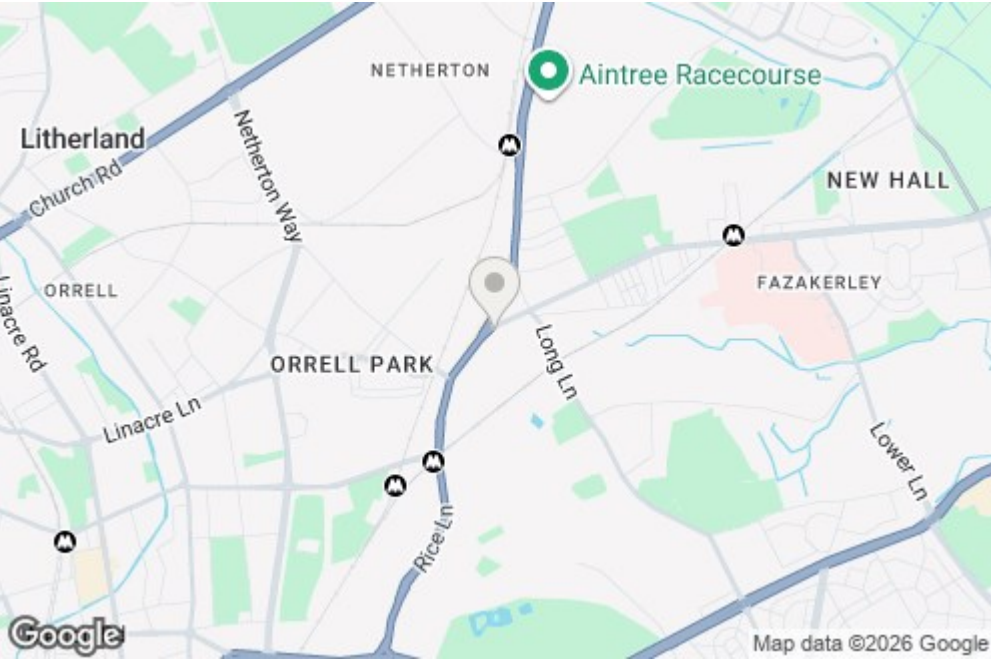 NETHERTON
Aintree Racecourse
Litherland
Netherton Way
Church Rd
NEW HALL
ORRELL
FAZAKERLEY
Linacre Rd
Long Ln
ORRELL PARK
Linacre Ln
Lower Ln
Rice Ln
Google
Map data ©2026 Google